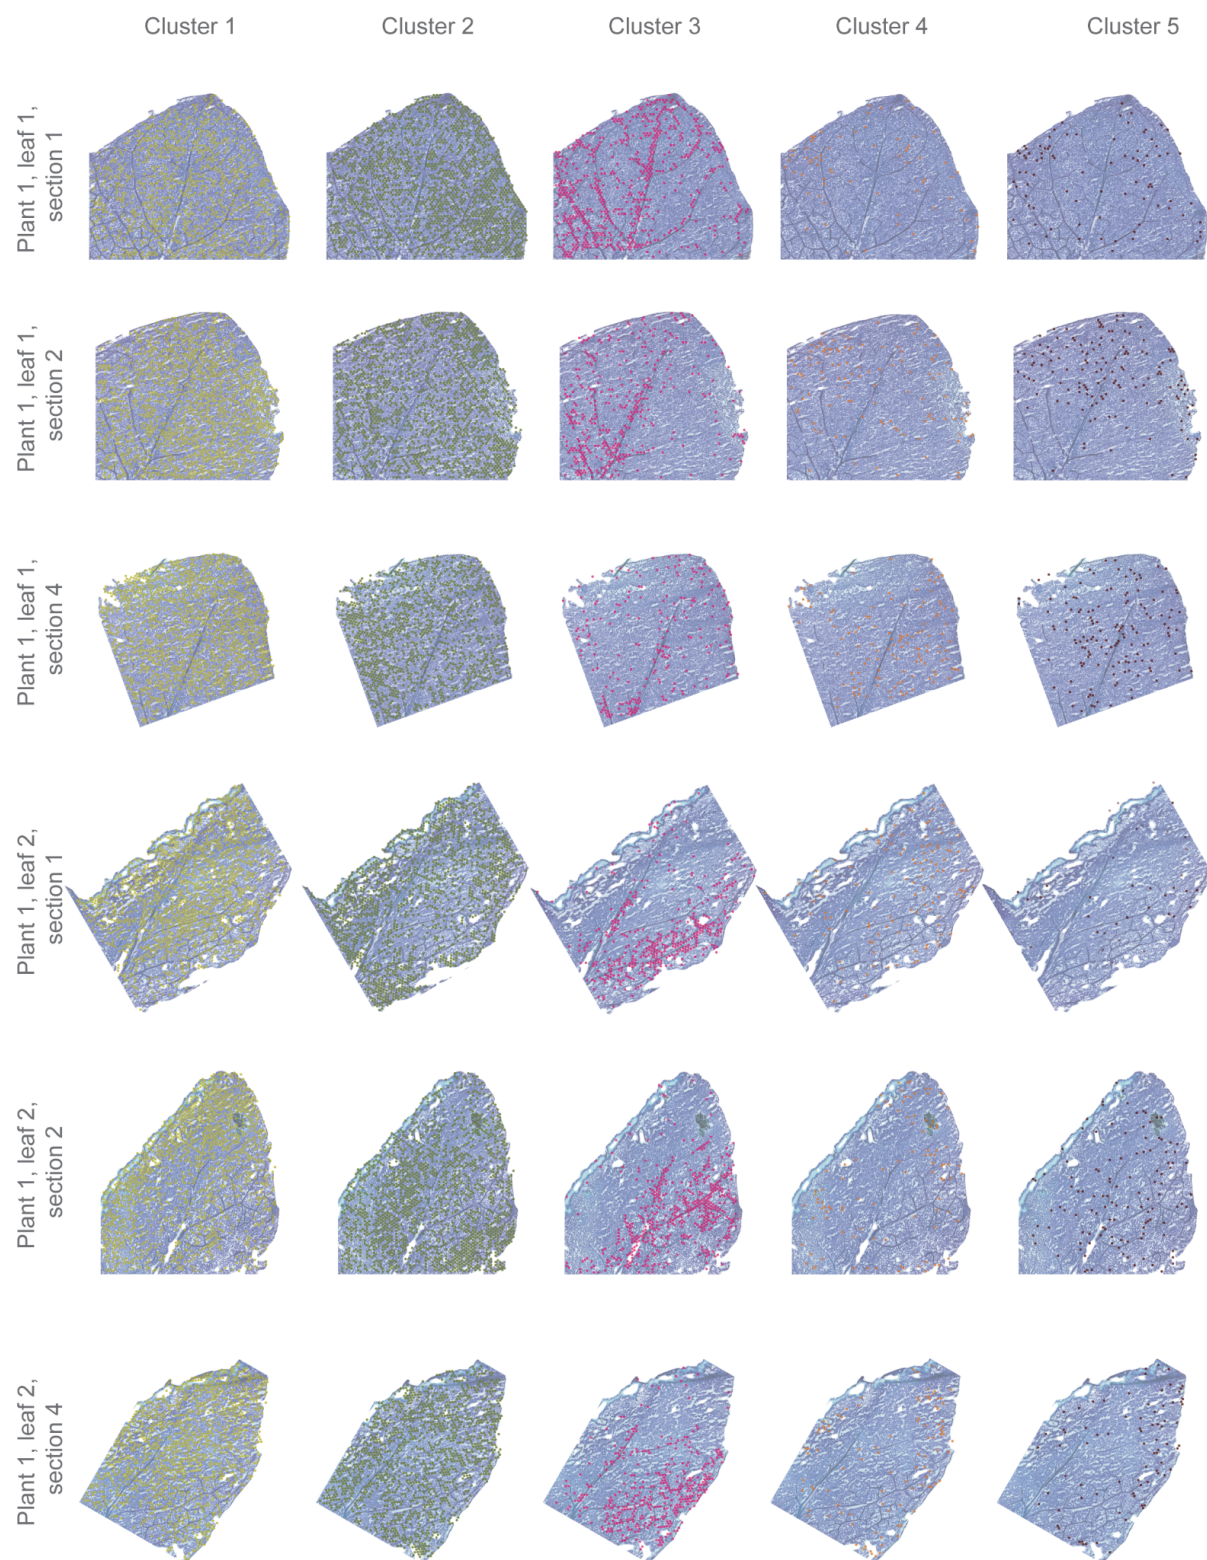 Cluster 1
Cluster 2
Cluster 3
Cluster 4
Cluster 5
Plant 1, leaf 1,
section 1
Plant 1, leaf 1,
section 2
Plant 1, leaf 1,
section 4
Plant 1, leaf 2,
section 1
Plant 1, leaf 2,
section 2
Plant 1, leaf 2,
section 4